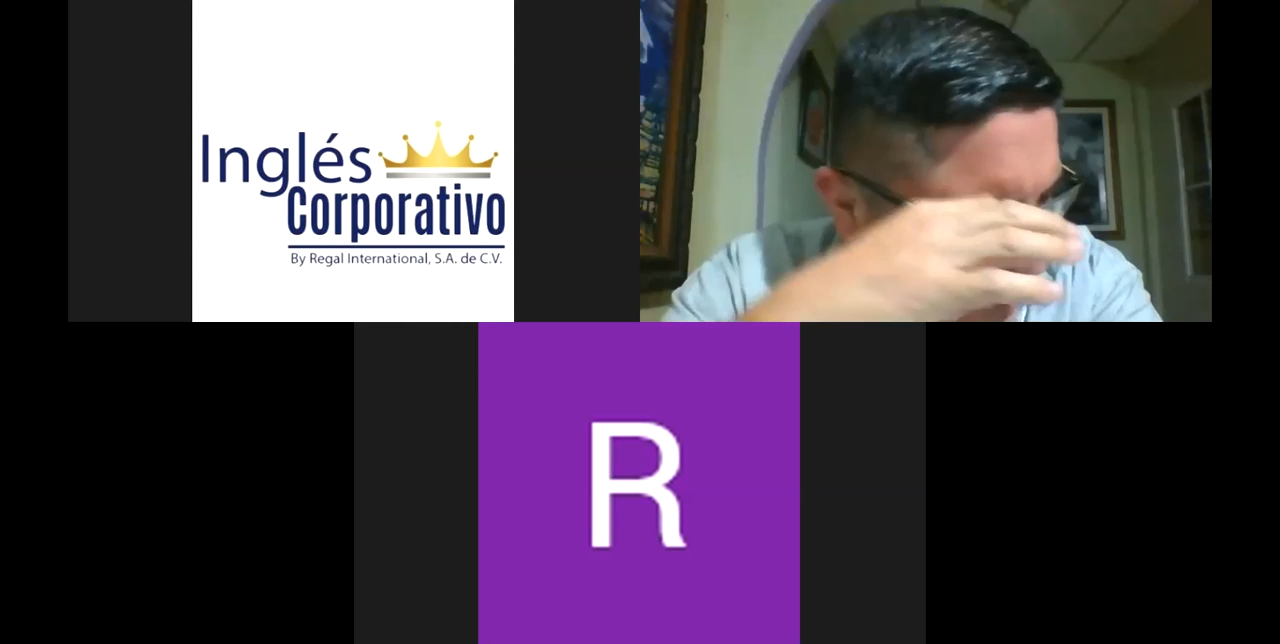 Inglés
Corporativo
By Regal International, S.A. de C.V.
R